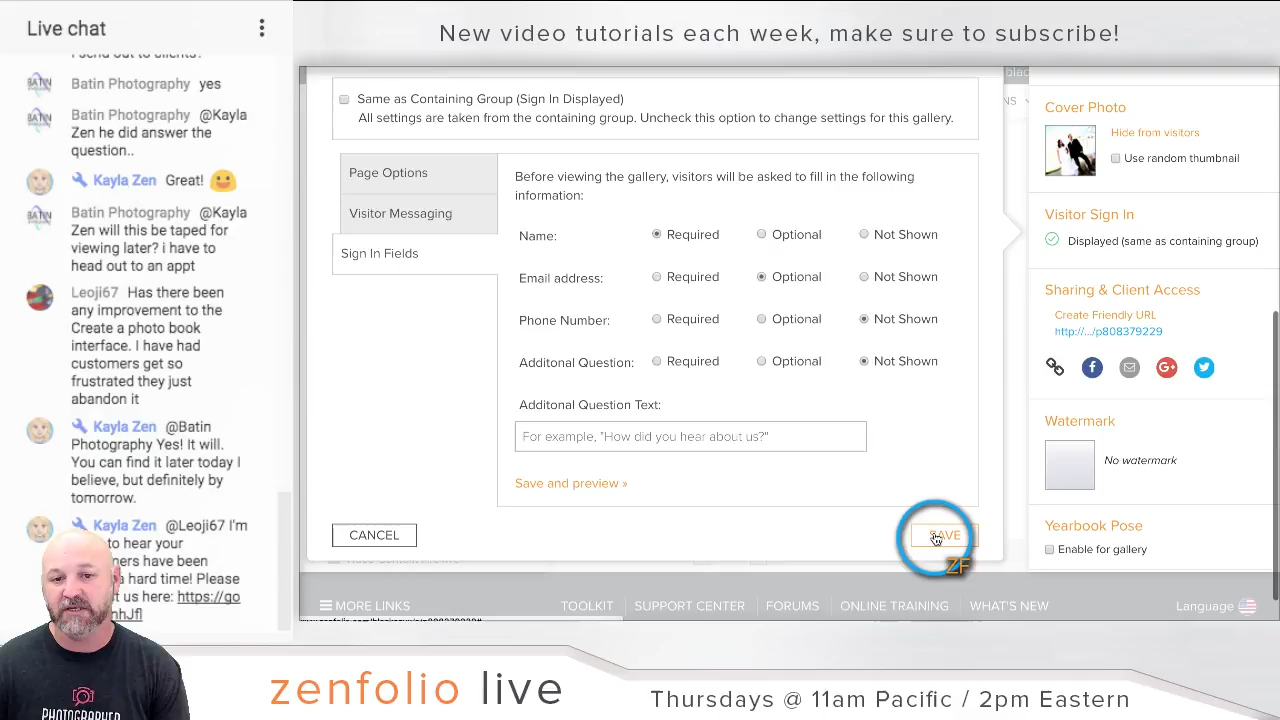 Live chat
Batin Photography yes
Batin Photography @Kayla
Zen he did answer the
question..
Kayla Zen Great!
Batin Photography @Kayla
Zen will this be taped for
viewing later? i have to
head out to an appt
Leoji67 Has there been
any improvement to the
Create a photo book
interface. I have had
customers get so
frustrated they just
abandon it
Kayla Zen @Batin
Photography Yes! It will.
You can find it later today I
believe, but definitely by
tomorrow.
Kayla Zen @Leoji67 I'm
to hear your
have been
hard time! Please
us here: https://go
New video tutorials each week, make sure to subscribe!
Same as Containing Group (Sign In Displayed)
All settings are taken from the containing group. Uncheck this option to change settings for this gallery.
Page Options
Visitor Messaging
Sign In Fields
Before viewing the gallery, visitors will be asked to fill in the following
information:
Name: Required Optional Not Shown
Email address: Required Optional Not Shown
Phone Number: Required Optional Not Shown
Additonal Question: Required Optional Not Shown
Additonal Question Text:
For example, "How did you hear about us?"
Save and preview »
CANCEL
SAVE
ZF
Cover Photo
Hide from visitors
Use random thumbnail
Visitor Sign In
Displayed (same as containing group)
Sharing & Client Access
Create Friendly URL
http://.../p808379229
Watermark
No watermark
Yearbook Pose
Enable for gallery
MORE LINKS TOOLKIT SUPPORT CENTER FORUMS ONLINE TRAINING WHAT'S NEW Language
PHOTOGRAPHER
zenfolio live
Thursdays @ 11am Pacific / 2pm Eastern